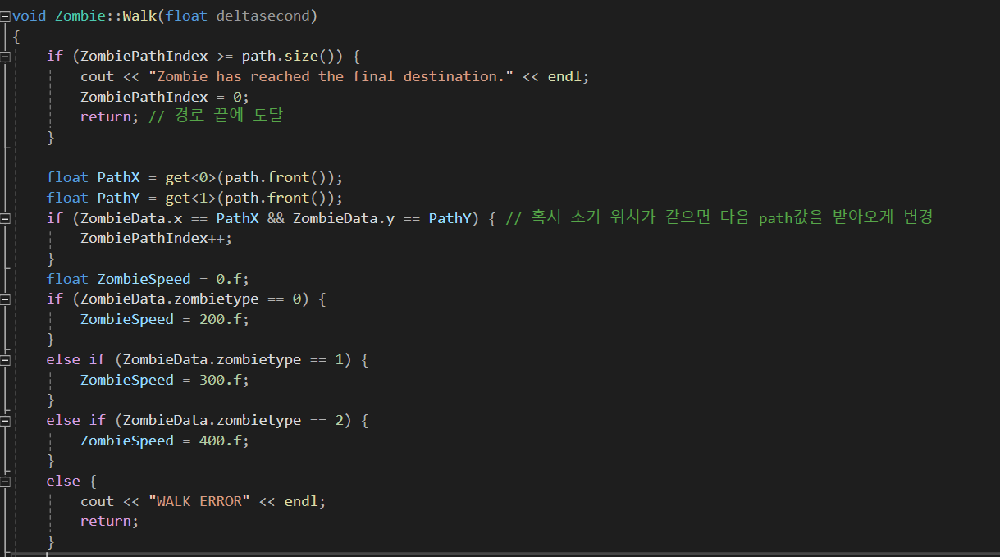 void Zombie::Walk(float deltasecond)
{
    if (ZombiePathIndex >= path.size()) {
        cout << "Zombie has reached the final destination." << endl;
        ZombiePathIndex = 0;
        return; // 경로 끝에 도달
    }

    float PathX = get<0>(path.front());
    float PathY = get<1>(path.front());
    if (ZombieData.x == PathX && ZombieData.y == PathY) { // 혹시 초기 위치가 같으면 다음 path값을 받아오게 변경
        ZombiePathIndex++;
    }
    float ZombieSpeed = 0.f;
    if (ZombieData.zombietype == 0) {
        ZombieSpeed = 200.f;
    }
    else if (ZombieData.zombietype == 1) {
        ZombieSpeed = 300.f;
    }
    else if (ZombieData.zombietype == 2) {
        ZombieSpeed = 400.f;
    }
    else {
        cout << "WALK ERROR" << endl;
        return;
    }